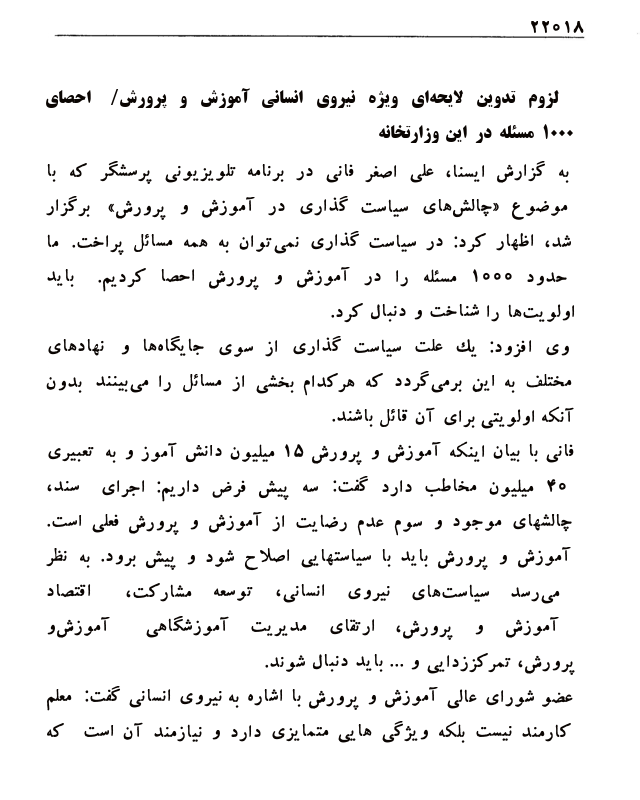 ۲۲۰۱۸
لزوم تدوین لایحه‌ای ویژه نیروی انسانی آموزش و پرورش/ احصای
۱۰۰۰ مسئله در این وزارتخانه
به گزارش ایسنا، علی اصغر فانی در برنامه تلویزیونی پرسشگر که با
موضوع «چالش‌های سیاست گذاری در آموزش و پرورش» برگزار
شد، اظهار کرد: در سیاست گذاری نمی‌توان به همه مسائل پراخت. ما
حدود ۱۰۰۰ مسئله را در آموزش و پرورش احصا کردیم. باید
اولویت‌ها را شناخت و دنبال کرد.
وی افزود: یك علت سیاست گذاری از سوی جایگاه‌ها و نهادهای
مختلف به این برمی‌گردد که هرکدام بخشی از مسائل را می‌بینند بدون
آنکه اولویتی برای آن قائل باشند.
فانی با بیان اینکه آموزش و پرورش ۱۵ میلیون دانش آموز و به تعبیری
۴۰ میلیون مخاطب دارد گفت: سه پیش فرض داریم: اجرای سند،
چالشهای موجود و سوم عدم رضایت از آموزش و پرورش فعلی است.
آموزش و پرورش باید با سیاستهایی اصلاح شود و پیش برود. به نظر
می‌رسد سیاست‌های نیروی انسانی، توسعه مشارکت، اقتصاد
آموزش و پرورش، ارتقای مدیریت آموزشگاهی آموزش‌و
پرورش، تمرکززدایی و ... باید دنبال شوند.
عضو شورای عالی آموزش و پرورش با اشاره به نیروی انسانی گفت: معلم
کارمند نیست بلکه ویژگی هایی متمایزی دارد و نیازمند آن است که